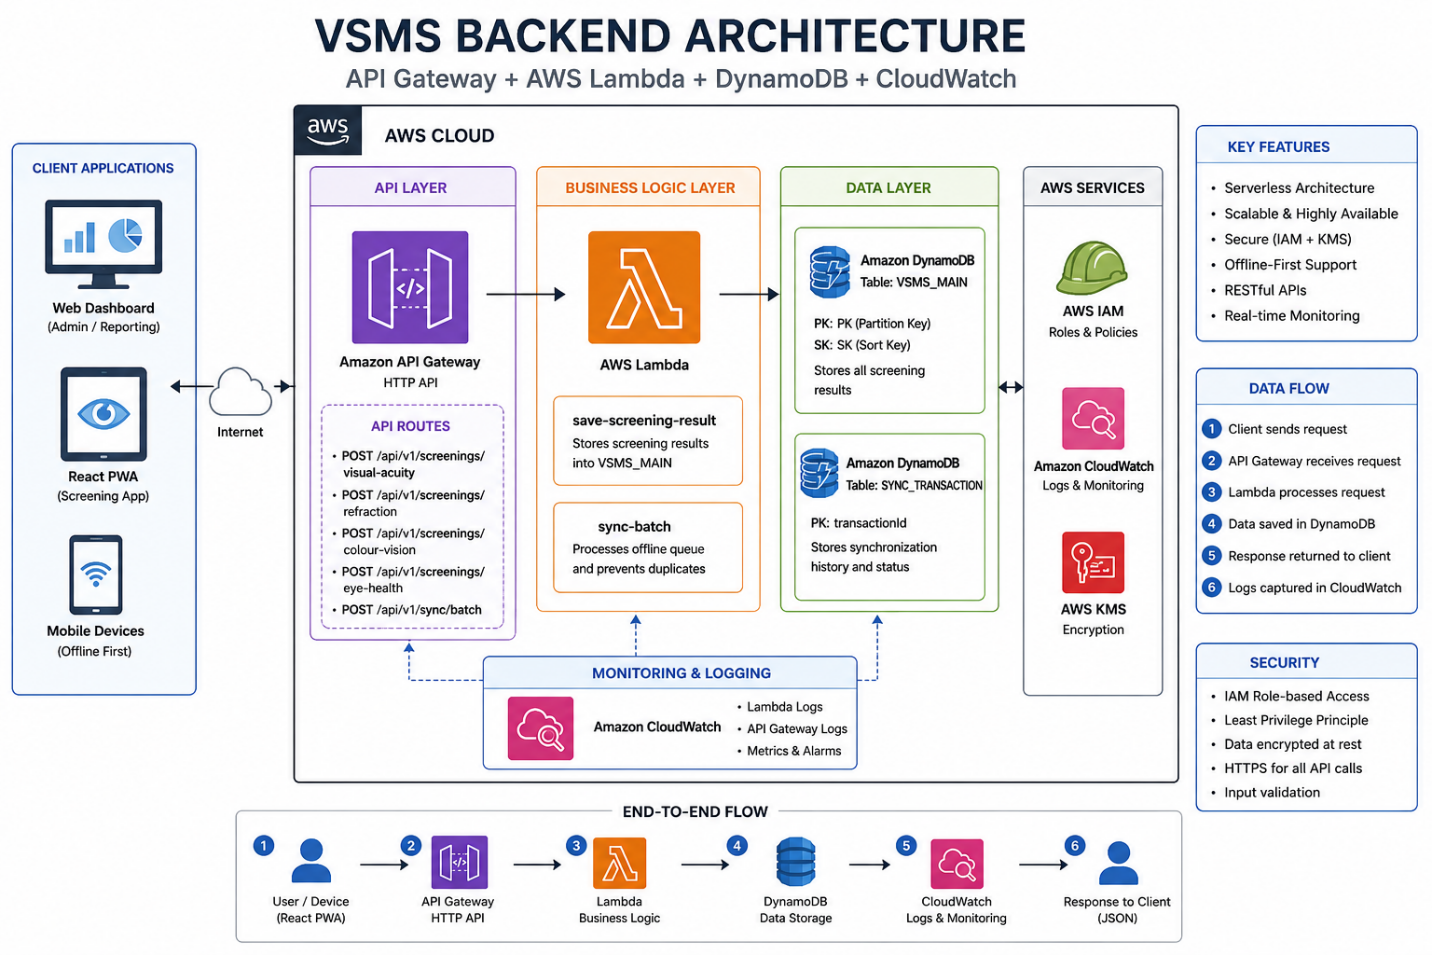 VSMS BACKEND ARCHITECTURE
API Gateway + AWS Lambda + DynamoDB + CloudWatch
CLIENT APPLICATIONS
Web Dashboard
(Admin / Reporting)
React PWA
(Screening App)
Mobile Devices
(Offline First)
Internet
aws
AWS CLOUD
API LAYER
Amazon API Gateway
HTTP API
API ROUTES
• POST /api/v1/screenings/
visual-acuity
• POST /api/v1/screenings/
refraction
• POST /api/v1/screenings/
colour-vision
• POST /api/v1/screenings/
eye-health
• POST /api/v1/sync/batch
BUSINESS LOGIC LAYER
AWS Lambda
save-screening-result
Stores screening results
into VSMS_MAIN
sync-batch
Processes offline queue
and prevents duplicates
DATA LAYER
Amazon DynamoDB
Table: VSMS_MAIN
PK: PK (Partition Key)
SK: SK (Sort Key)
Stores all screening
results
Amazon DynamoDB
Table: SYNC_TRANSACTION
PK: transactionId
Stores synchronization
history and status
AWS SERVICES
AWS IAM
Roles & Policies
Amazon CloudWatch
Logs & Monitoring
AWS KMS
Encryption
MONITORING & LOGGING
Amazon CloudWatch
• Lambda Logs
• API Gateway Logs
• Metrics & Alarms
KEY FEATURES
• Serverless Architecture
• Scalable & Highly Available
• Secure (IAM + KMS)
• Offline-First Support
• RESTful APIs
• Real-time Monitoring
DATA FLOW
1 Client sends request
2 API Gateway receives request
3 Lambda processes request
4 Data saved in DynamoDB
5 Response returned to client
6 Logs captured in CloudWatch
SECURITY
• IAM Role-based Access
• Least Privilege Principle
• Data encrypted at rest
• HTTPS for all API calls
• Input validation
END-TO-END FLOW
1
User / Device
(React PWA)
2
</>
API Gateway
HTTP API
3
Lambda
Business Logic
4
DynamoDB
Data Storage
5
CloudWatch
Logs & Monitoring
6
Response to Client
(JSON)